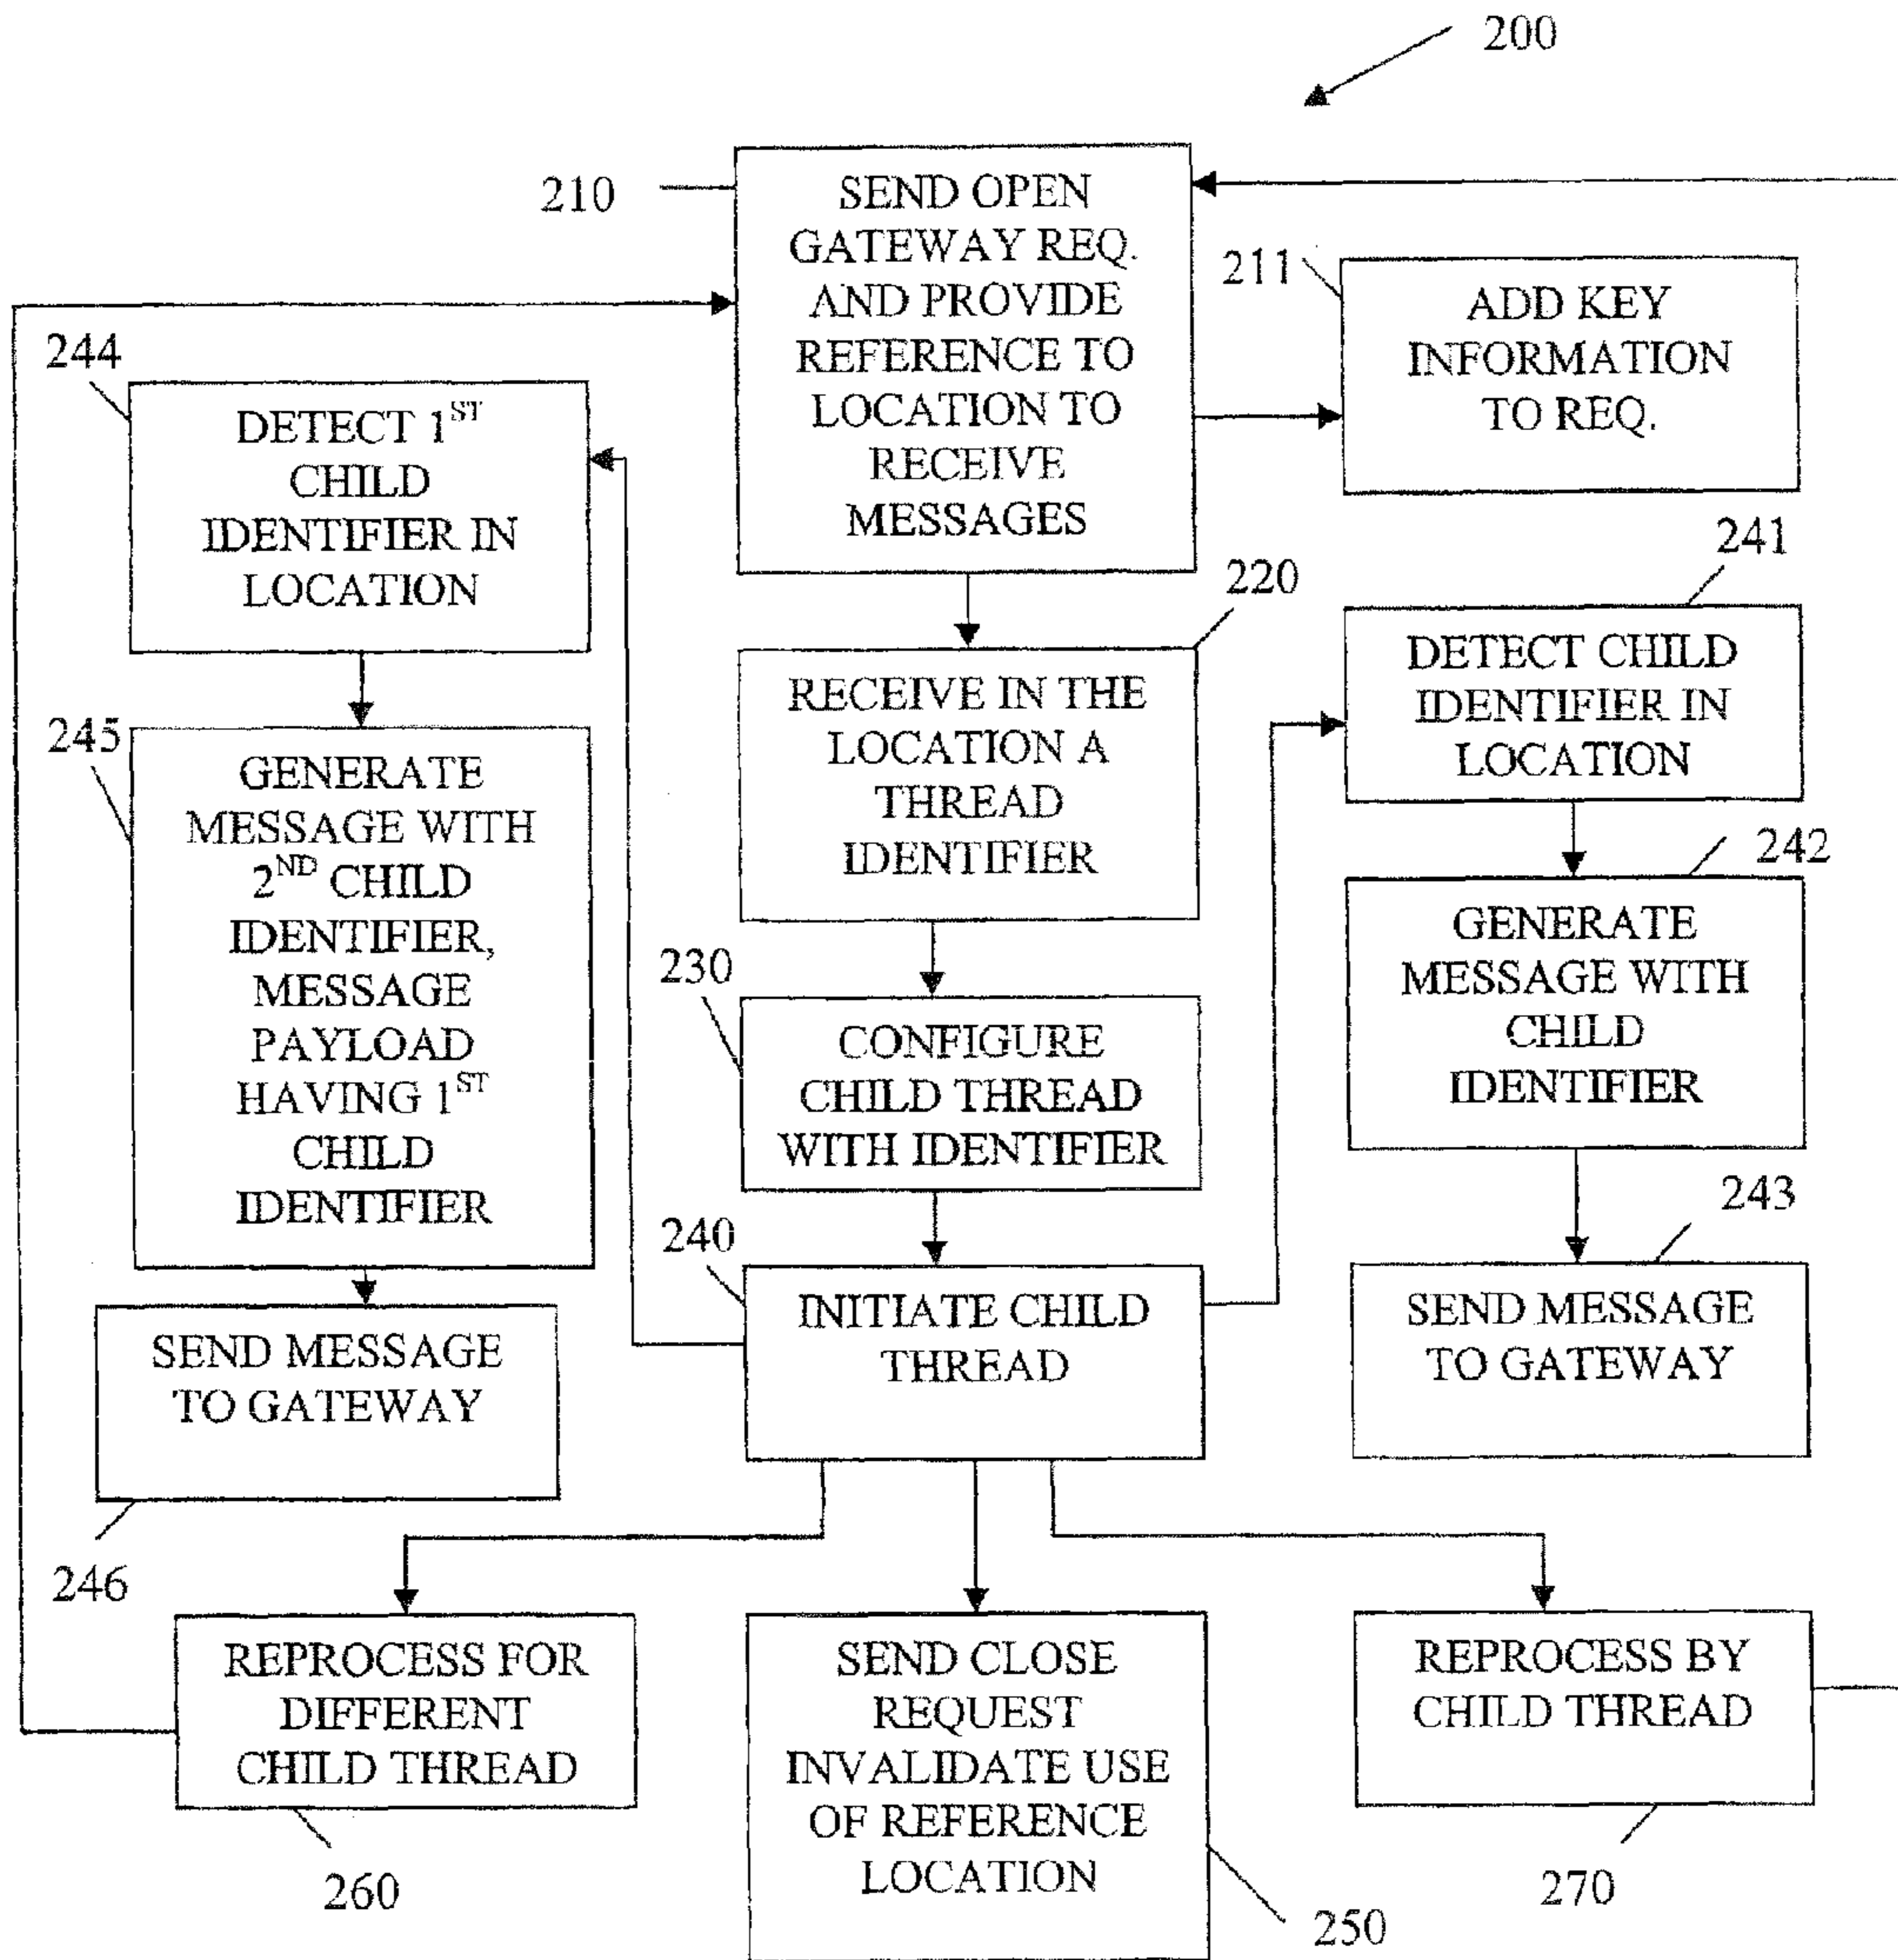 200
210
SEND OPEN
GATEWAY REQ.
AND PROVIDE
REFERENCE TO
LOCATION TO
RECEIVE
MESSAGES
211
ADD KEY
INFORMATION
TO REQ.
244
DETECT 1ST
CHILD
IDENTIFIER IN
LOCATION
220
RECEIVE IN THE
LOCATION A
THREAD
IDENTIFIER
241
DETECT CHILD
IDENTIFIER IN
LOCATION
245
GENERATE
MESSAGE WITH
2ND CHILD
IDENTIFIER,
MESSAGE
PAYLOAD
HAVING 1ST
CHILD
IDENTIFIER
230
CONFIGURE
CHILD THREAD
WITH IDENTIFIER
242
GENERATE
MESSAGE WITH
CHILD
IDENTIFIER
240
INITIATE CHILD
THREAD
243
SEND MESSAGE
TO GATEWAY
SEND MESSAGE
TO GATEWAY
246
REPROCESS FOR
DIFFERENT
CHILD THREAD
260
SEND CLOSE
REQUEST
INVALIDATE USE
OF REFERENCE
LOCATION
250
REPROCESS BY
CHILD THREAD
270